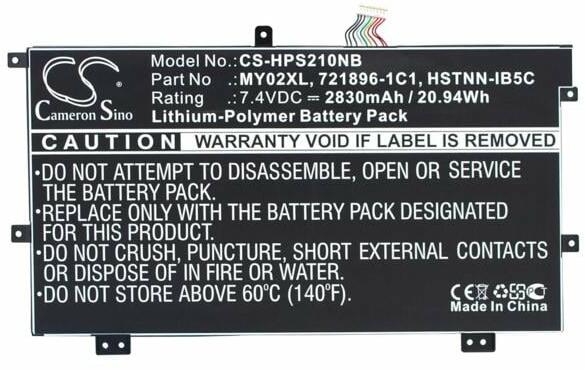 CS
Cameron Sino
Model No. :CS-HPS210NB
Part No :MY02XL, 721896-1C1, HSTNN-IB5C
Rating :7.4VDC⎓2830mAh / 20.94Wh
Lithium-Polymer Battery Pack
CAUTION WARRANTY VOID IF LABEL IS REMOVED
•DO NOT ATTEMPT TO DISASSEMBLE, OPEN OR SERVICE
THE BATTERY PACK.
•REPLACE ONLY WITH THE BATTERY PACK DESIGNATED
FOR THIS PRODUCT.
•DO NOT CRUSH, PUNCTURE, SHORT EXTERNAL CONTACTS
OR DISPOSE OF IN FIRE OR WATER.
•DO NOT STORE ABOVE 60℃ (140℉).
CE
Made In China